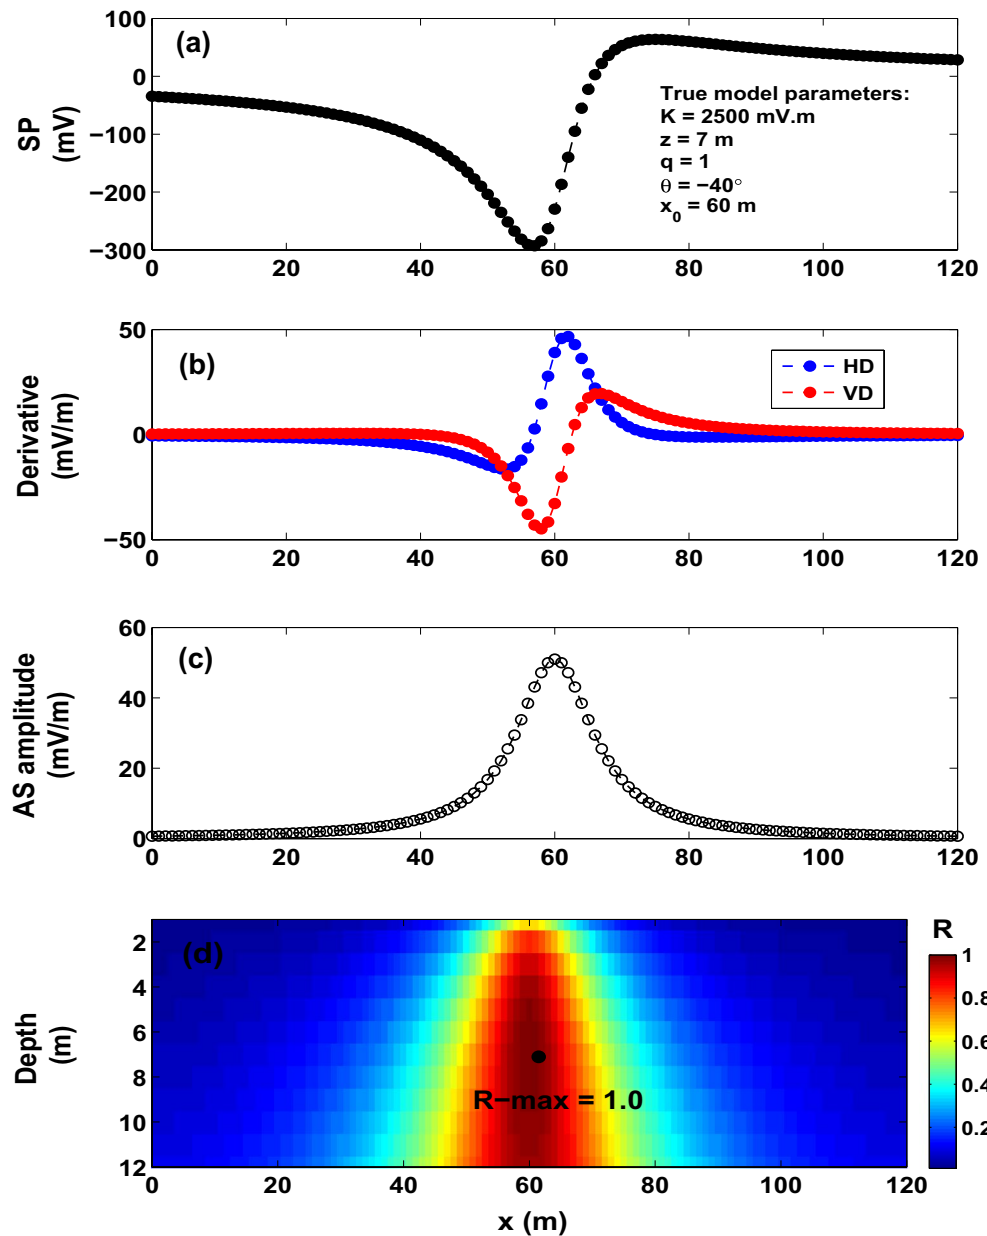 (a)
SP
(mV)
100
0
−100
−200
−300
True model parameters:
K = 2500 mV.m
z = 7 m
q = 1
θ = −40°
x0 = 60 m
0 20 40 60 80 100 120
(b)
Derivative
(mV/m)
50
0
−50
HD
VD
0 20 40 60 80 100 120
(c)
AS amplitude
(mV/m)
60
40
20
0
0 20 40 60 80 100 120
(d)
Depth
(m)
2
4
6
8
10
12
R−max = 1.0
0 20 40 60 80 100 120
x (m)
R
1
0.8
0.6
0.4
0.2